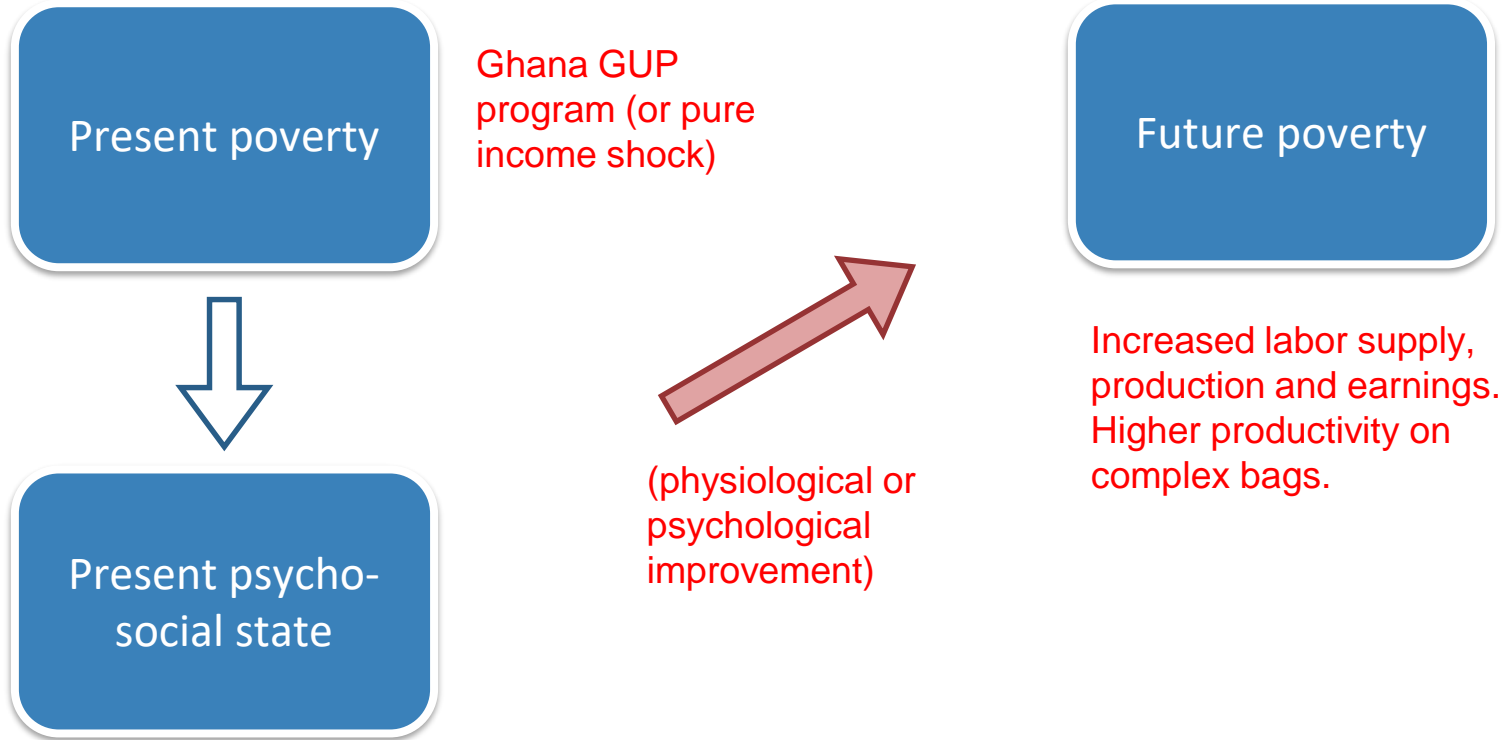 Present poverty
Ghana GUP
program (or pure
income shock)
Future poverty
Increased labor supply,
production and earnings.
Higher productivity on
complex bags.
(physiological or
psychological
improvement)
Present psycho-
social state